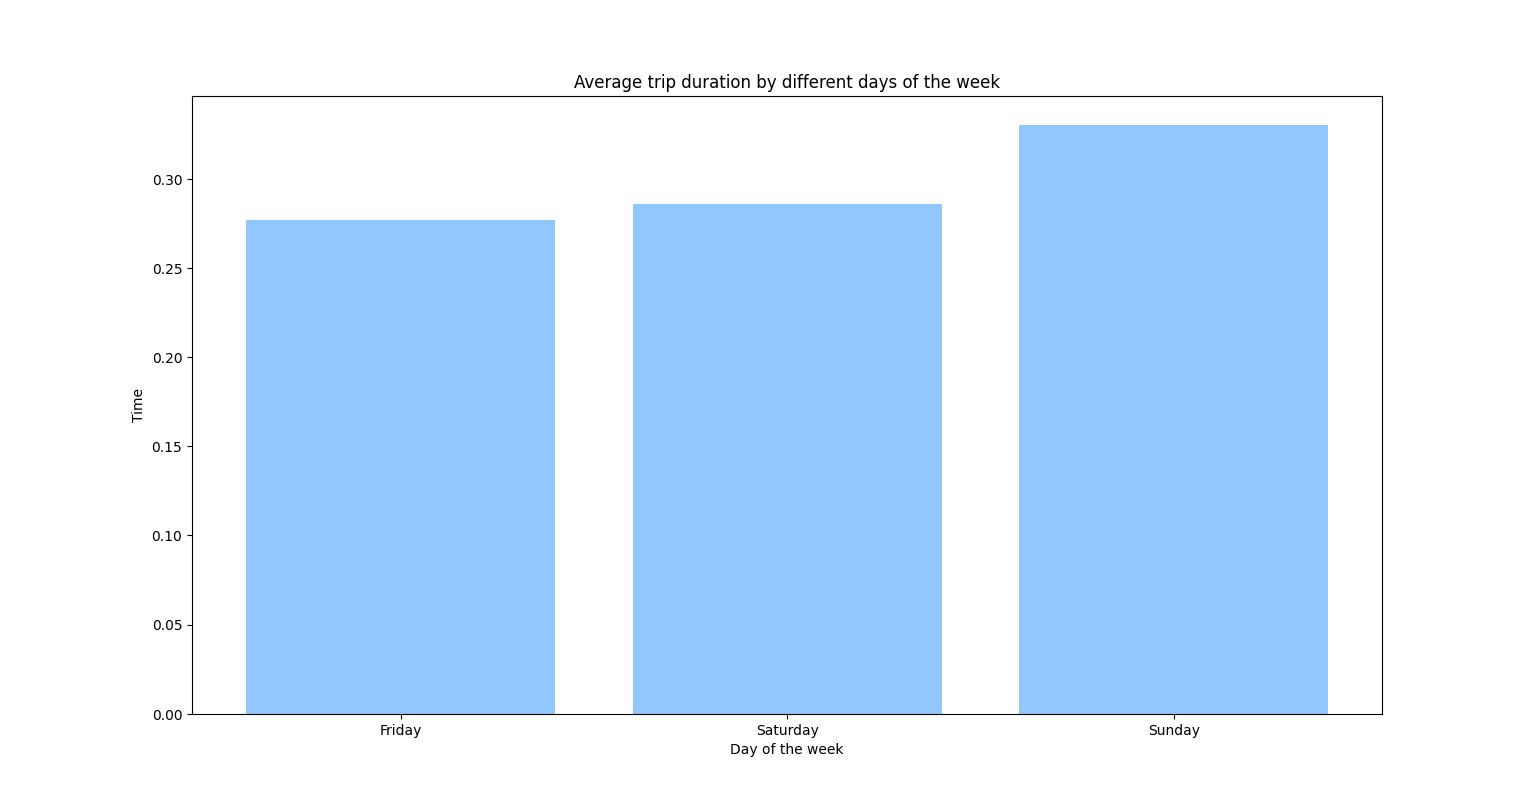 Average trip duration by different days of the week
0.30
0.25
0.20
0.15
0.10
0.05
0.00
Time
Friday Saturday Sunday
Day of the week